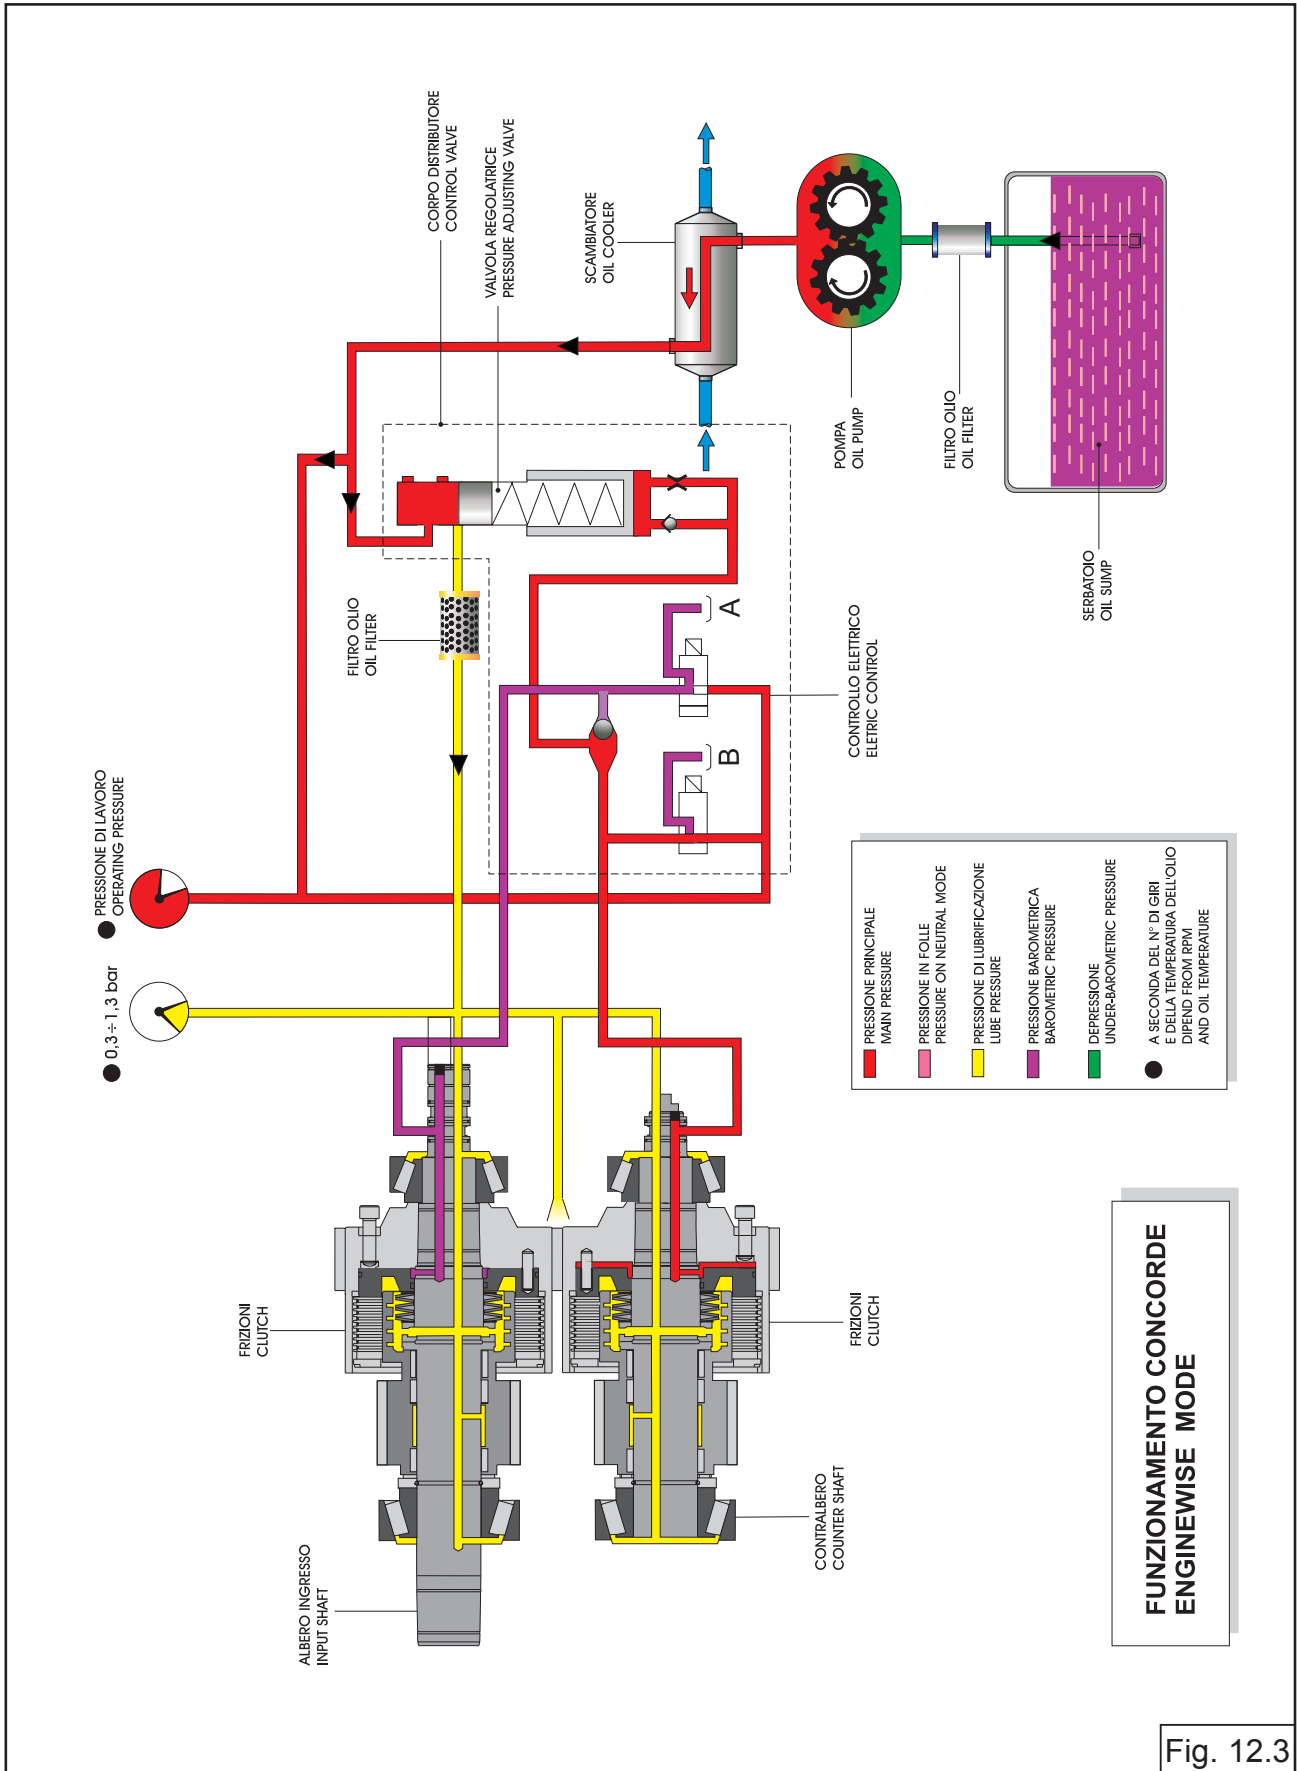 CORPO DISTRIBUTORE
CONTROL VALVE
VALVOLA REGOLATRICE
PRESSURE ADJUSTING VALVE
SCAMBIATORE
OIL COOLER
POMPA
OIL PUMP
FILTRO OLIO
OIL FILTER
SERBATOIO
OIL SUMP
FILTRO OLIO
OIL FILTER
A
B
CONTROLLO ELETTRICO
ELETRIC CONTROL
PRESSIONE DI LAVORO
OPERATING PRESSURE
0,3÷1,3 bar
FRIZIONI
CLUTCH
FRIZIONI
CLUTCH
ALBERO INGRESSO
INPUT SHAFT
CONTRALBERO
COUNTER SHAFT
PRESSIONE PRINCIPALE
MAIN PRESSURE
PRESSIONE IN FOLLE
PRESSURE ON NEUTRAL MODE
PRESSIONE DI LUBRIFICAZIONE
LUBE PRESSURE
PRESSIONE BAROMETRICA
BAROMETRIC PRESSURE
DEPRESSIONE
UNDER-BAROMETRIC PRESSURE
A SECONDA DEL N° DI GIRI
E DELLA TEMPERATURA DELL'OLIO
DIPEND FROM RPM
AND OIL TEMPERATURE
FUNZIONAMENTO CONCORDE
ENGINEWISE MODE
Fig. 12.3